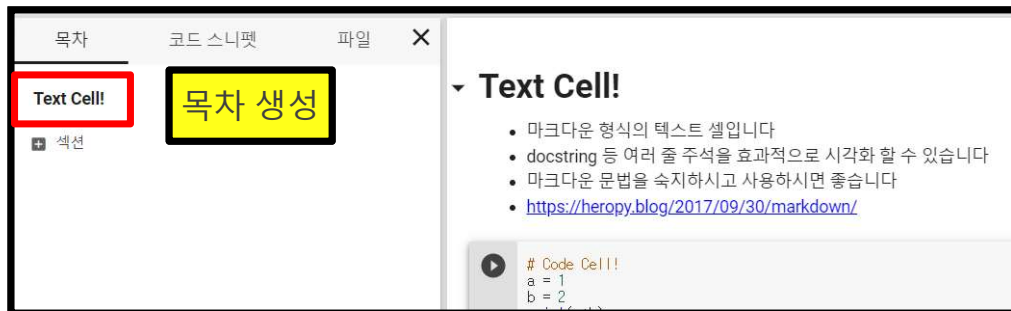 목차 코드 스니펫 파일
Text Cell!
목차 생성
섹션
Text Cell!
마크다운 형식의 텍스트 셀입니다
docstring 등 여러 줄 주석을 효과적으로 시각화 할 수 있습니다
마크다운 문법을 숙지하시고 사용하시면 좋습니다
https://heropy.blog/2017/09/30/markdown/
# Code Cell!
a = 1
b = 2